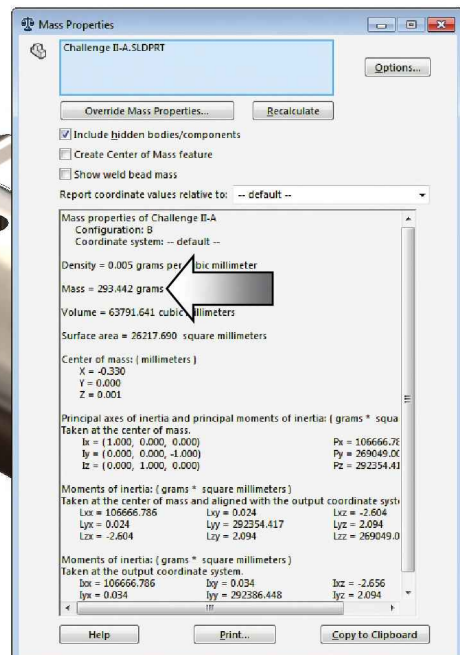 Mass Properties
Challenge II-A.SLDPRT
Options...
Override Mass Properties...
Recalculate
Include hidden bodies/components
Create Center of Mass feature
Show weld bead mass
Report coordinate values relative to: -- default --
Mass properties of Challenge II-A
Configuration: B
Coordinate system: -- default --
Density = 0.005 grams per cubic millimeter
Mass = 293.442 grams
Volume = 63791.641 cubic millimeters
Surface area = 26217.690 square millimeters
Center of mass: ( millimeters )
X = -0.330
Y = 0.000
Z = 0.001
Principal axes of inertia and principal moments of inertia: ( grams * squa
Taken at the center of mass.
Ix = ( 1.000, 0.000, 0.000) Px = 106666.78
Iy = ( 0.000, 0.000, -1.000) Py = 269049.00
Iz = ( 0.000, 1.000, 0.000) Pz = 292354.41
Moments of inertia: ( grams * square millimeters )
Taken at the center of mass and aligned with the output coordinate syste
Lxx = 106666.786 Lxy = 0.024 Lxz = -2.604
Lyx = 0.024 Lyy = 292354.417 Lyz = 2.094
Lzx = -2.604 Lzy = 2.094 Lzz = 269049.0
Moments of inertia: ( grams * square millimeters )
Taken at the output coordinate system.
Ixx = 106666.786 Ixy = 0.034 Ixz = -2.656
Iyx = 0.034 Iyy = 292386.448 Iyz = 2.094
Help
Print...
Copy to Clipboard